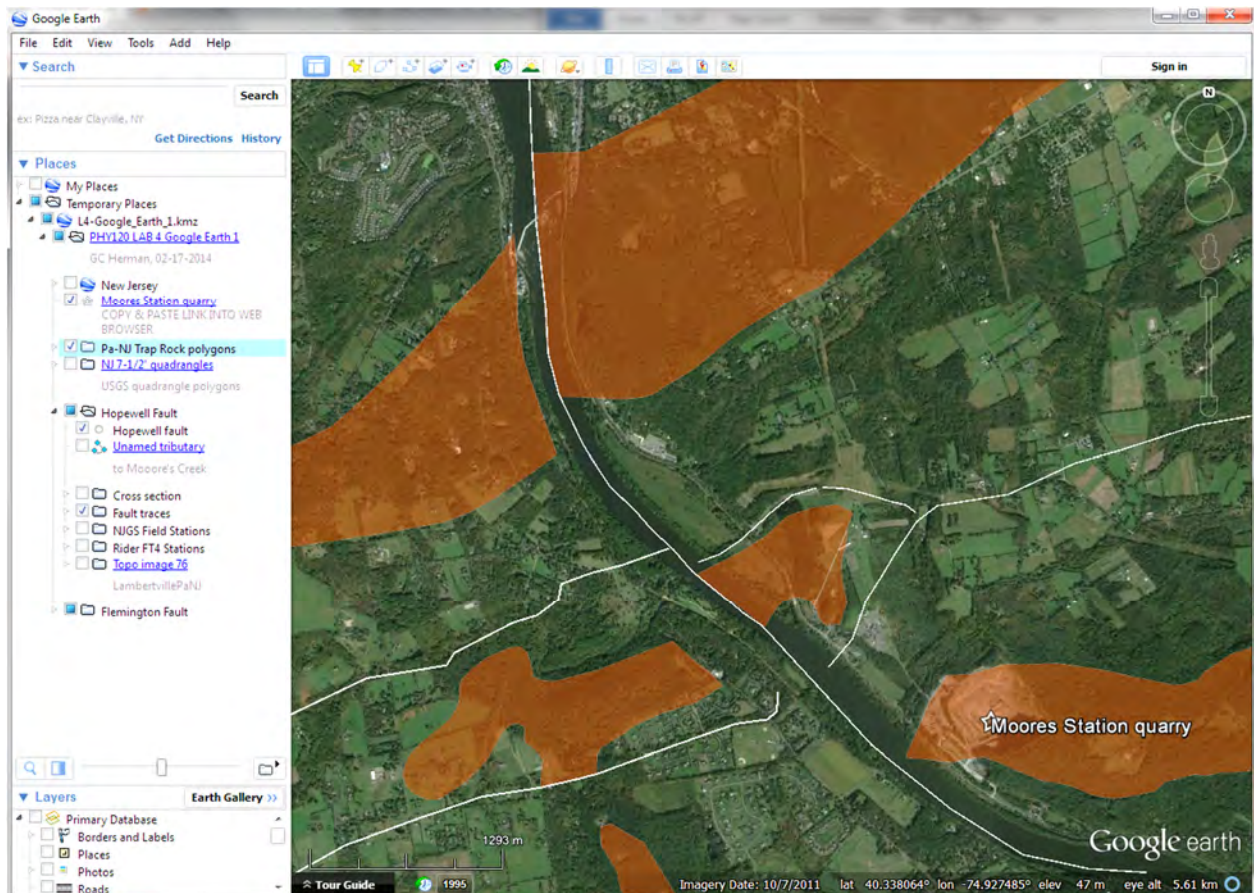 Google Earth
File Edit View Tools Add Help
Search
Search
ex: Pizza near Clayville, NY
Get Directions History
Places
My Places
Temporary Places
L4-Google_Earth_1.kmz
PHY120 LAB 4 Google Earth 1
GC Herman, 02-17-2014
New Jersey
Moores Station quarry
COPY & PASTE LINK INTO WEB
BROWSER
Pa-NJ Trap Rock polygons
NJ 7-1/2' quadrangles
USGS quadrangle polygons
Hopewell Fault
Hopewell fault
Unamed tributary
to Mooore's Creek
Cross section
Fault traces
NJGS Field Stations
Rider FT4 Stations
Topo image 76
LambertvillePaNJ
Flemington Fault
Layers Earth Gallery >>
Primary Database
Borders and Labels
Places
Photos
Roads
Sign in
N
Moores Station quarry
1293 m
Google earth
Tour Guide 1995 Imagery Date: 10/7/2011 lat 40.338064° lon -74.927485° elev 47 m eye alt 5.61 km